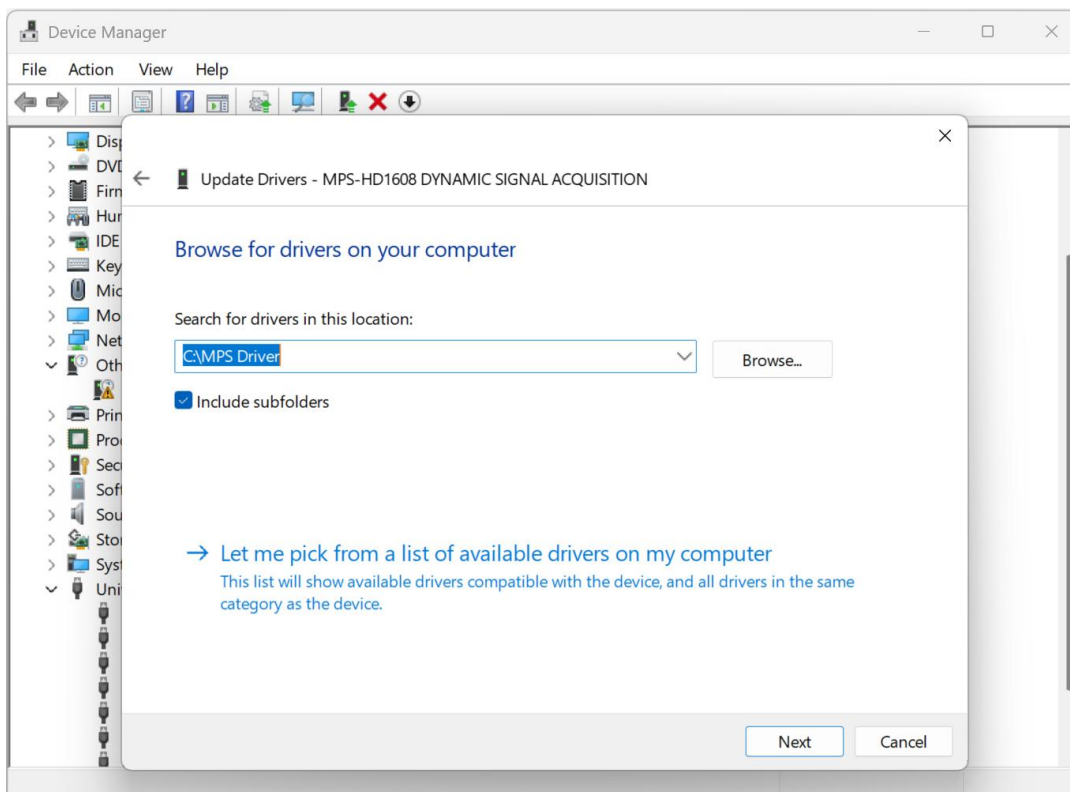 Device Manager
File Action View Help
Disp
DVD
Firn
Hur
IDE
Key
Mic
Mo
Net
Oth
Prin
Pro
Sec
Sof
Sou
Sto
Syst
Uni
Update Drivers - MPS-HD1608 DYNAMIC SIGNAL ACQUISITION
Browse for drivers on your computer
Search for drivers in this location:
C:\MPS Driver
Browse...
Include subfolders
Let me pick from a list of available drivers on my computer
This list will show available drivers compatible with the device, and all drivers in the same
category as the device.
Next Cancel